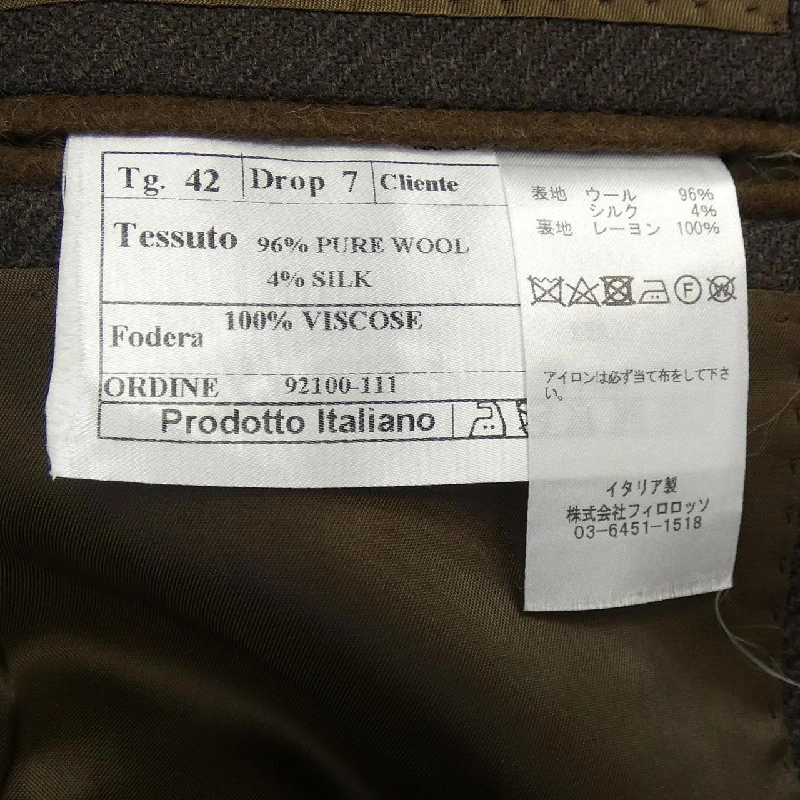 Tg. 42 Drop 7 Cliente
Tessuto 96% PURE WOOL
4% SILK
Fodera 100% VISCOSE
ORDINE 92100-111
Prodotto Italiano
表地 ウール 96%
シルク 4%
裏地 レーヨン 100%
F W
アイロンは必ず当て布をして下さ
い。
イタリア製
株式会社フィロロッソ
03-6451-1518